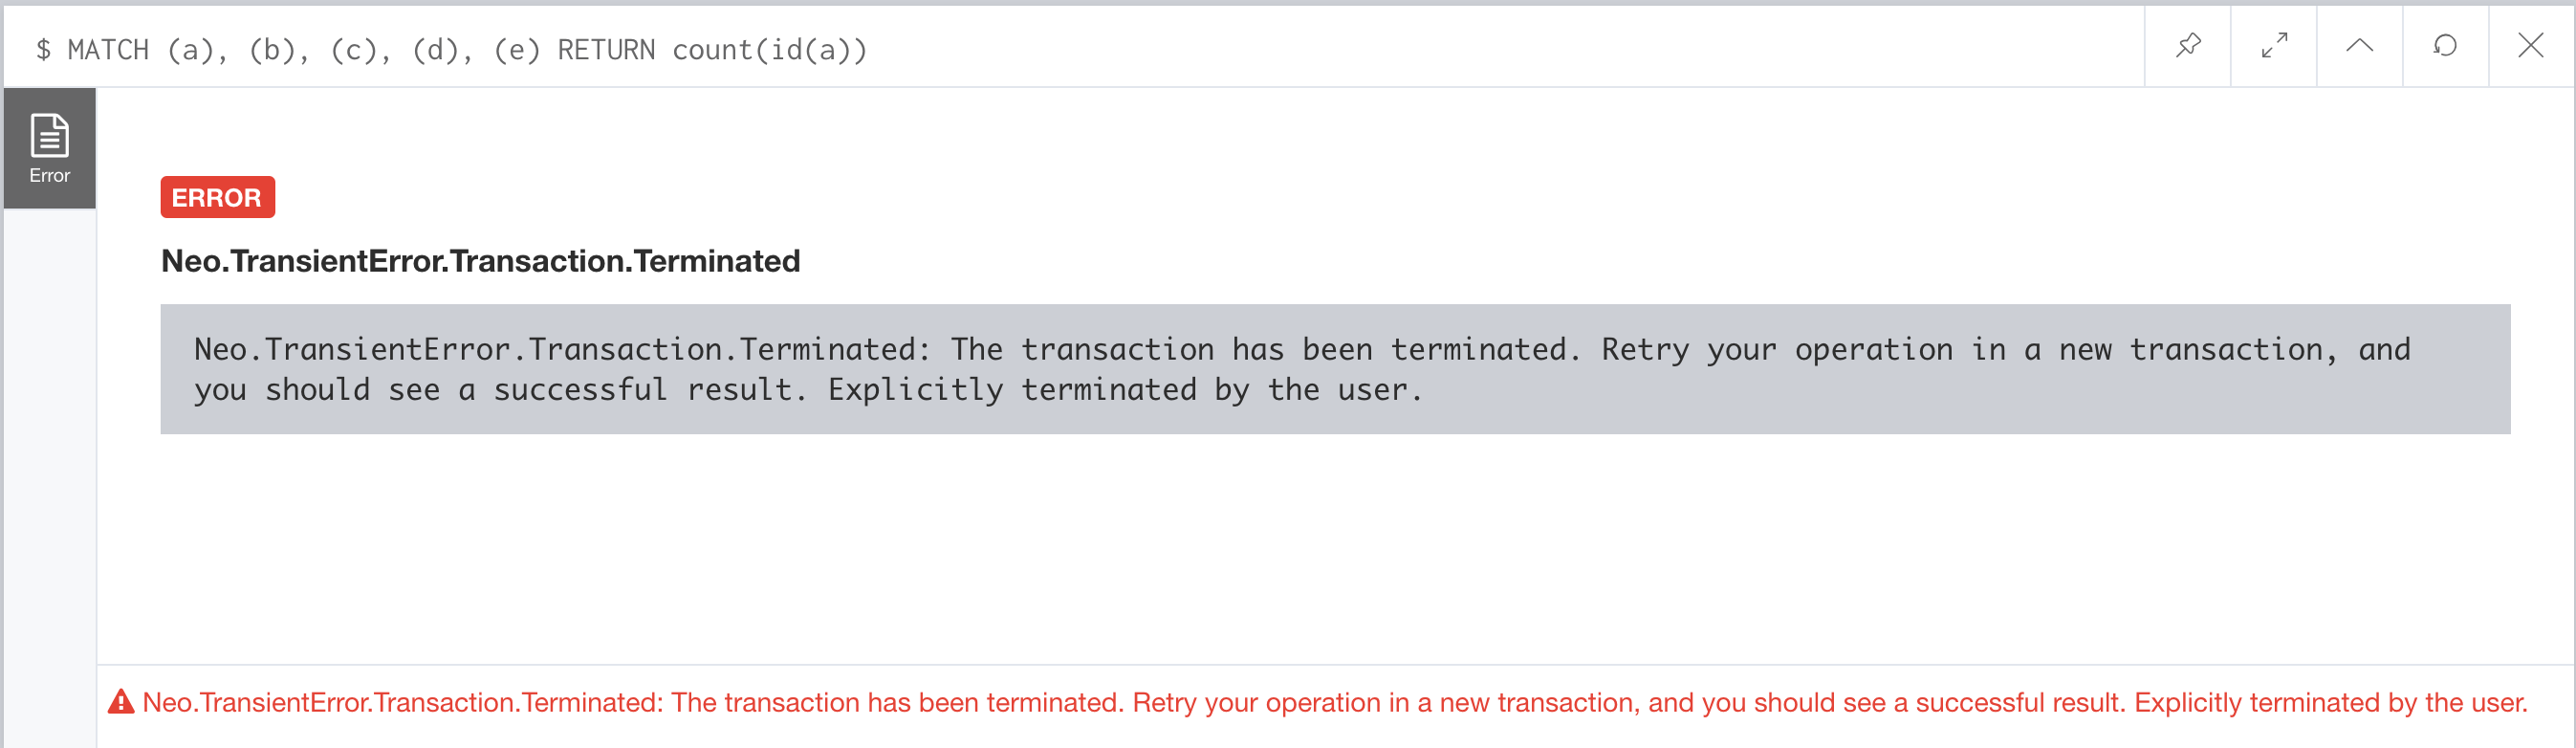 $ MATCH (a), (b), (c), (d), (e) RETURN count(id(a))
Error
ERROR
Neo.TransientError.Transaction.Terminated
Neo.TransientError.Transaction.Terminated: The transaction has been terminated. Retry your operation in a new transaction, and
you should see a successful result. Explicitly terminated by the user.
Neo.TransientError.Transaction.Terminated: The transaction has been terminated. Retry your operation in a new transaction, and you should see a successful result. Explicitly terminated by the user.